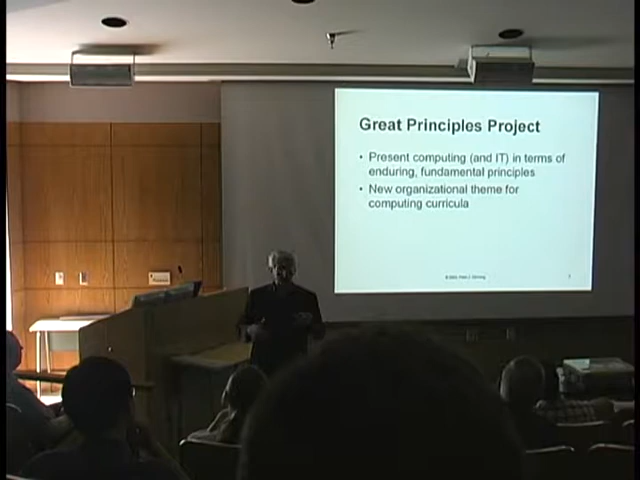 Great Principles Project
• Present computing (and IT) in terms of
enduring, fundamental principles
• New organizational theme for
computing curricula